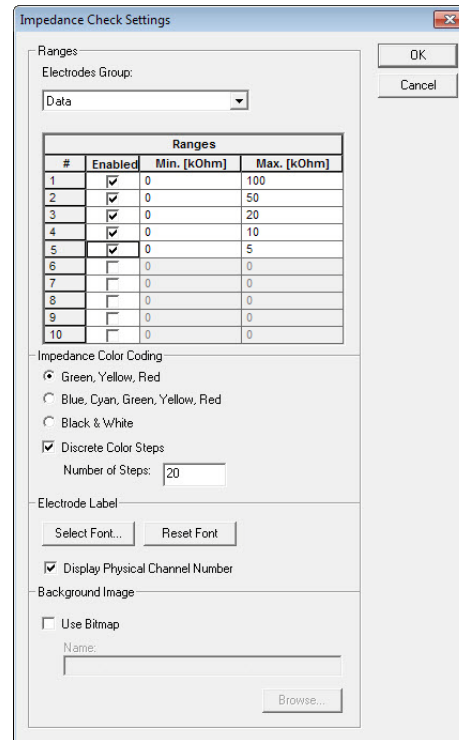 Impedance Check Settings
Ranges
OK
Electrodes Group:
Cancel
Data
Ranges
# Enabled Min. [kOhm] Max. [kOhm]
1 0 100
2 0 50
3 0 20
4 0 10
5 0 5
6 0 0
7 0 0
8 0 0
9 0 0
10 0 0
Impedance Color Coding
Green, Yellow, Red
Blue, Cyan, Green, Yellow, Red
Black & White
Discrete Color Steps
Number of Steps: 20
Electrode Label
Select Font... Reset Font
Display Physical Channel Number
Background Image
Use Bitmap
Name:
Browse...